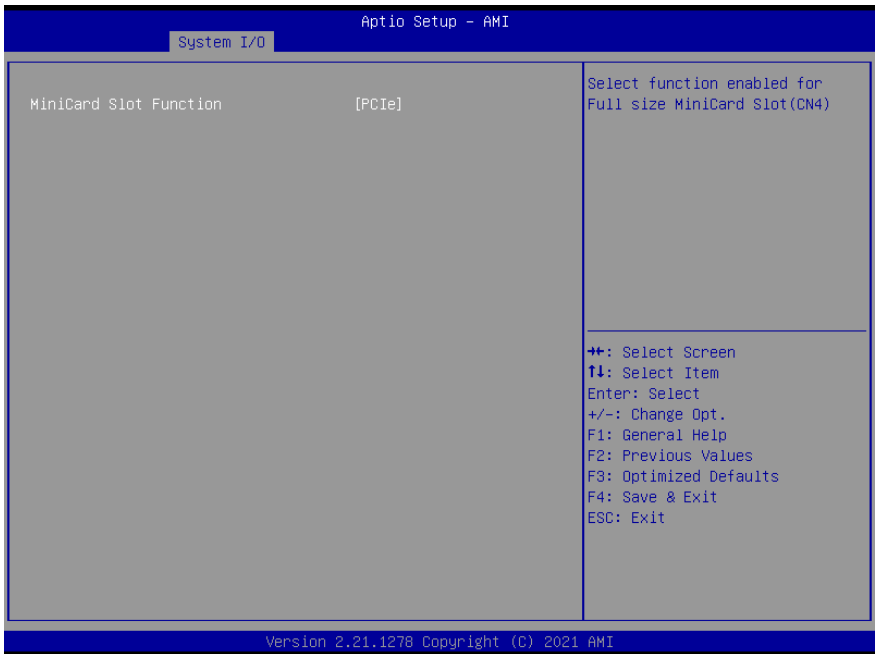 Aptio Setup - AMI
System I/O
MiniCard Slot Function [PCIe]
Select function enabled for
Full size MiniCard Slot(CN4)
→←: Select Screen
↑↓: Select Item
Enter: Select
+/-: Change Opt.
F1: General Help
F2: Previous Values
F3: Optimized Defaults
F4: Save & Exit
ESC: Exit
Version 2.21.1278 Copyright (C) 2021 AMI